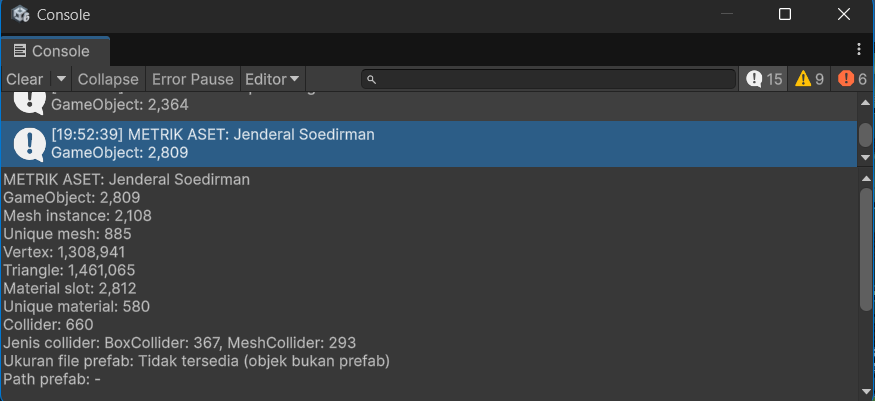 Console
Console
Clear Collapse Error Pause Editor 15 9 6
GameObject: 2,364
[19:52:39] METRIK ASET: Jenderal Soedirman
GameObject: 2,809
METRIK ASET: Jenderal Soedirman
GameObject: 2,809
Mesh instance: 2,108
Unique mesh: 885
Vertex: 1,308,941
Triangle: 1,461,065
Material slot: 2,812
Unique material: 580
Collider: 660
Jenis collider: BoxCollider: 367, MeshCollider: 293
Ukuran file prefab: Tidak tersedia (objek bukan prefab)
Path prefab: -